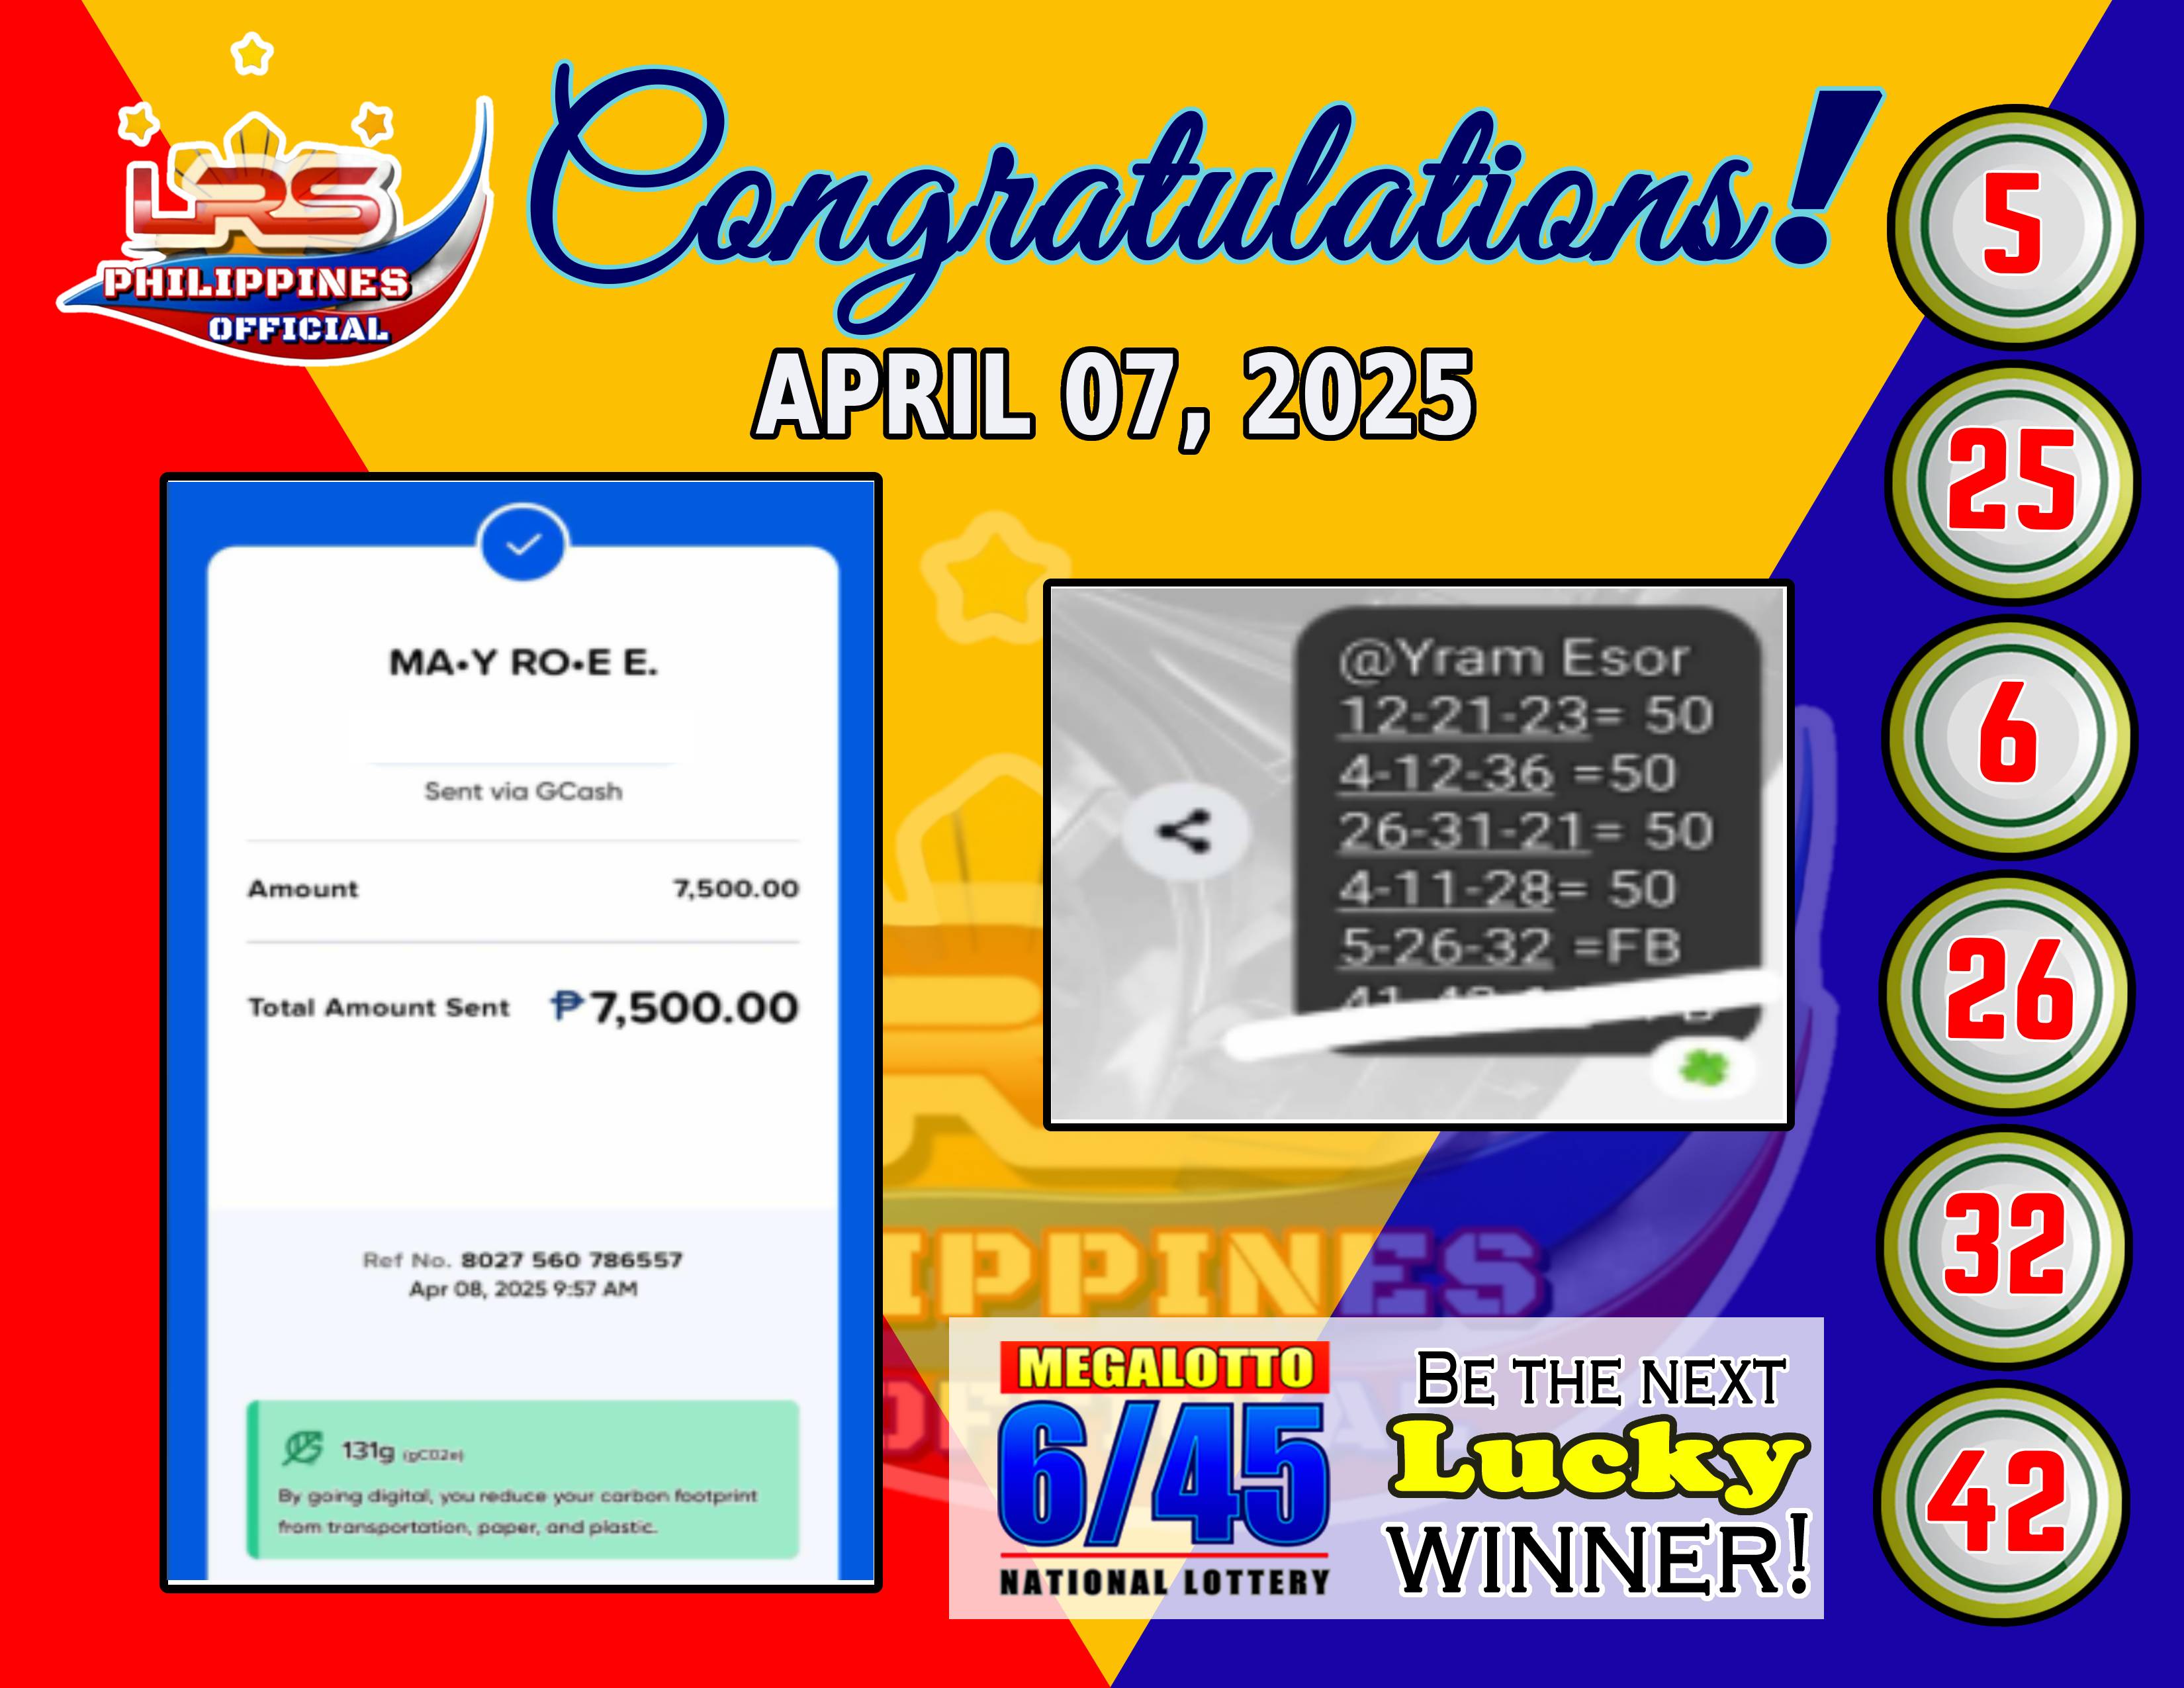 LRS
PHILIPPINES
OFFICIAL
Congratulations!
APRIL 07, 2025
MA•Y RO•E E.
Sent via GCash
Amount 7,500.00
Total Amount Sent ₱7,500.00
Ref No. 8027 560 786557
Apr 08, 2025 9:57 AM
131g (gCO2e)
By going digital, you reduce your carbon footprint
from transportation, paper, and plastic.
@Yram Esor
12-21-23= 50
4-12-36 =50
26-31-21= 50
4-11-28= 50
5-26-32 =FB
MEGALOTTO
6/45
NATIONAL LOTTERY
BE THE NEXT
Lucky
WINNER!
5
25
6
26
32
42